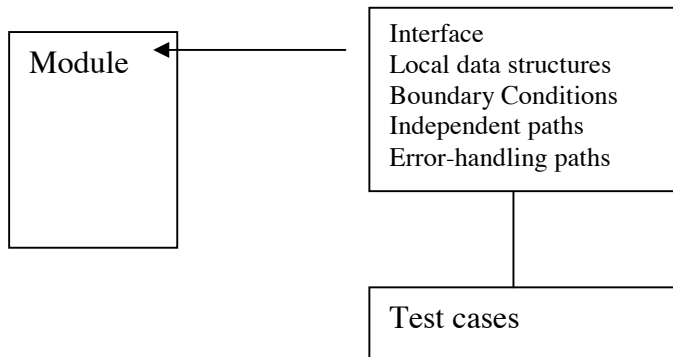 Module
Interface
Local data structures
Boundary Conditions
Independent paths
Error-handling paths
Test cases